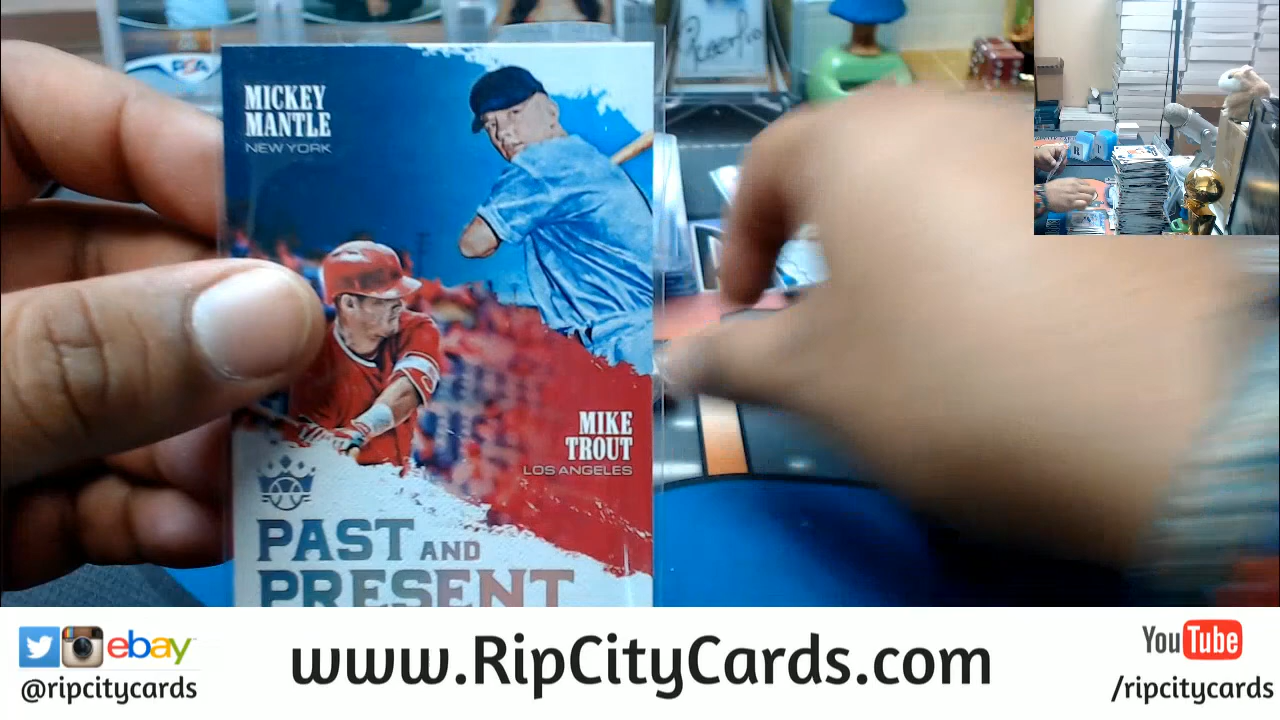 MICKEY
MANTLE
NEW YORK
MIKE
TROUT
LOS ANGELES
PAST AND
PRESENT
ebay
@ripcitycards
www.RipCityCards.com
YouTube
/ripcitycards